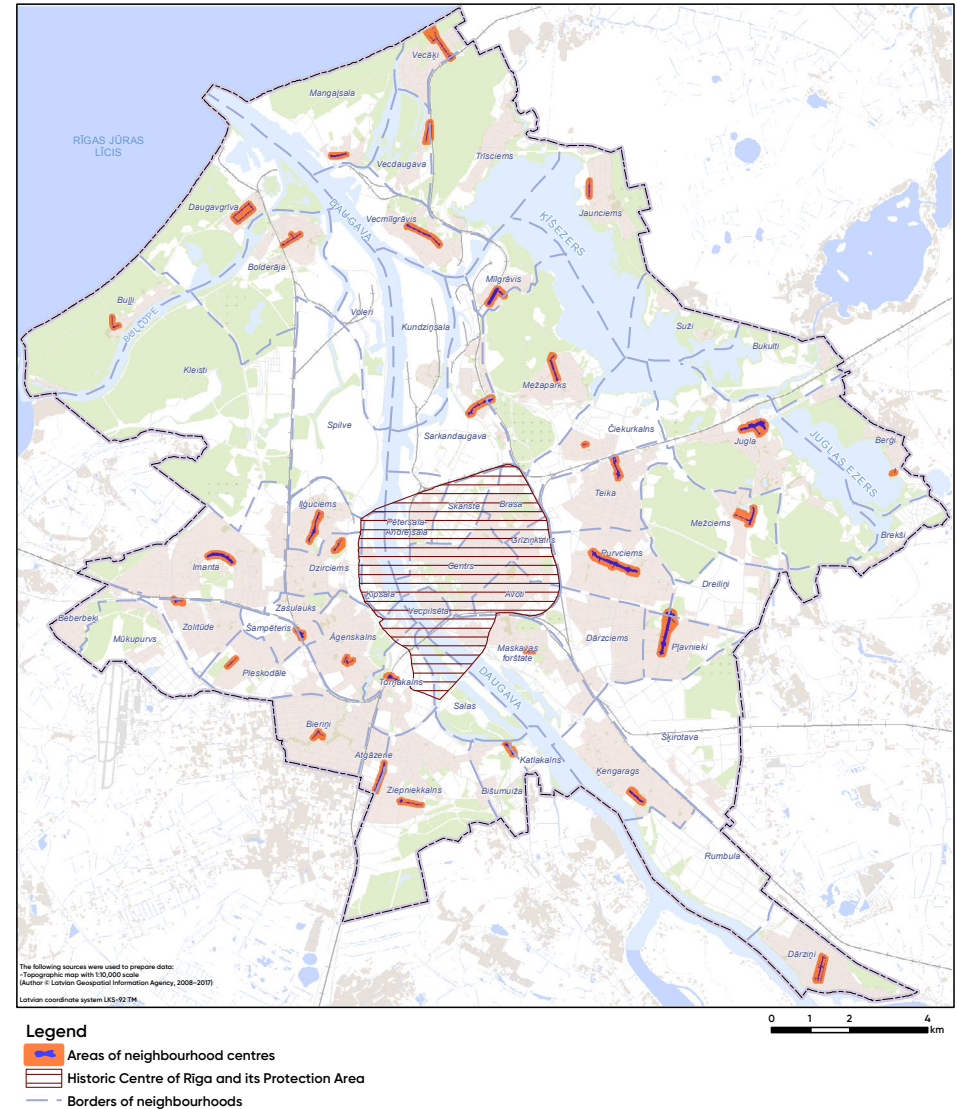 Vecāķi
Mangaļsala
RĪGAS JŪRAS
LĪCIS
Trīsciems
Vecdaugava
Jaunciems
Daugavgrīva
DAUGAVA
Vecmīlgrāvis
ĶĪŠEZERS
Bolderāja
Mīlgrāvis
Buļļi
BUĻĻUPE
Voleri
Kundziņsala
Suži
Bukulti
Kleisti
Mežaparks
Spilve
Sarkandaugava
Čiekurkalns
Jugla
Berģi
JUGLAS EZERS
Teika
Iļģuciems
Skanste
Brasa
Pētersala-
Andrejsala
Mežciems
Brekši
Grīziņkalns
Purvciems
Imanta
Dzirciems
Centrs
Dreiliņi
Ķīpsala
Avoti
Zasulauks
Vecpilsēta
Beberbeķi
Mūkupurvs
Zolitūde
Šampēteris
Āgenskalns
Dārzciems
Pļavnieki
Maskavas
forštate
Pleskodāle
Torņakalns
DAUGAVA
Salas
Bieriņi
Šķirotava
Atgāzene
Katlakalns
Ķengarags
Ziepniekkalns
Bišumuiža
Rumbula
Dārziņi
The following sources were used to prepare data:
-Topographic map with 1:10,000 scale
(Author © Latvian Geospatial Information Agency, 2008–2017)
Latvian coordinate system LKS-92 TM
0 1 2 4
km
Legend
Areas of neighbourhood centres
Historic Centre of Rīga and its Protection Area
Borders of neighbourhoods